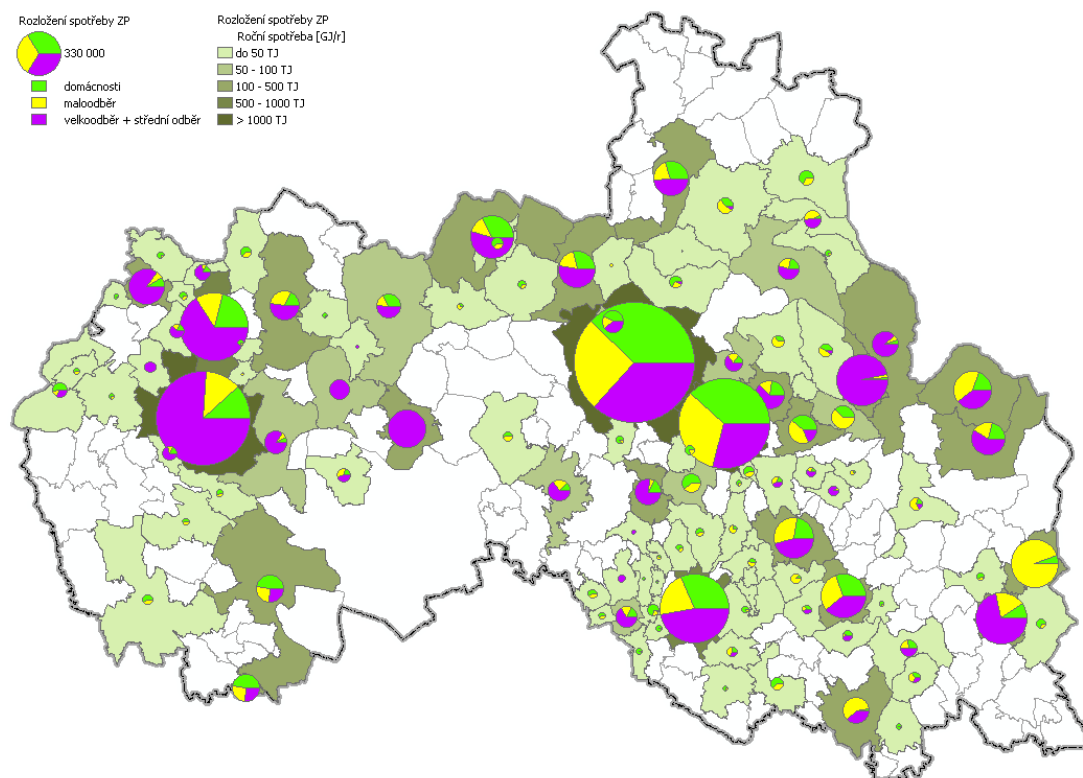 Rozložení spotřeby ZP
330 000
domácnosti
maloodběr
velkoodběr + střední odběr
Rozložení spotřeby ZP
Roční spotřeba [GJ/r]
do 50 TJ
50 - 100 TJ
100 - 500 TJ
500 - 1000 TJ
> 1000 TJ